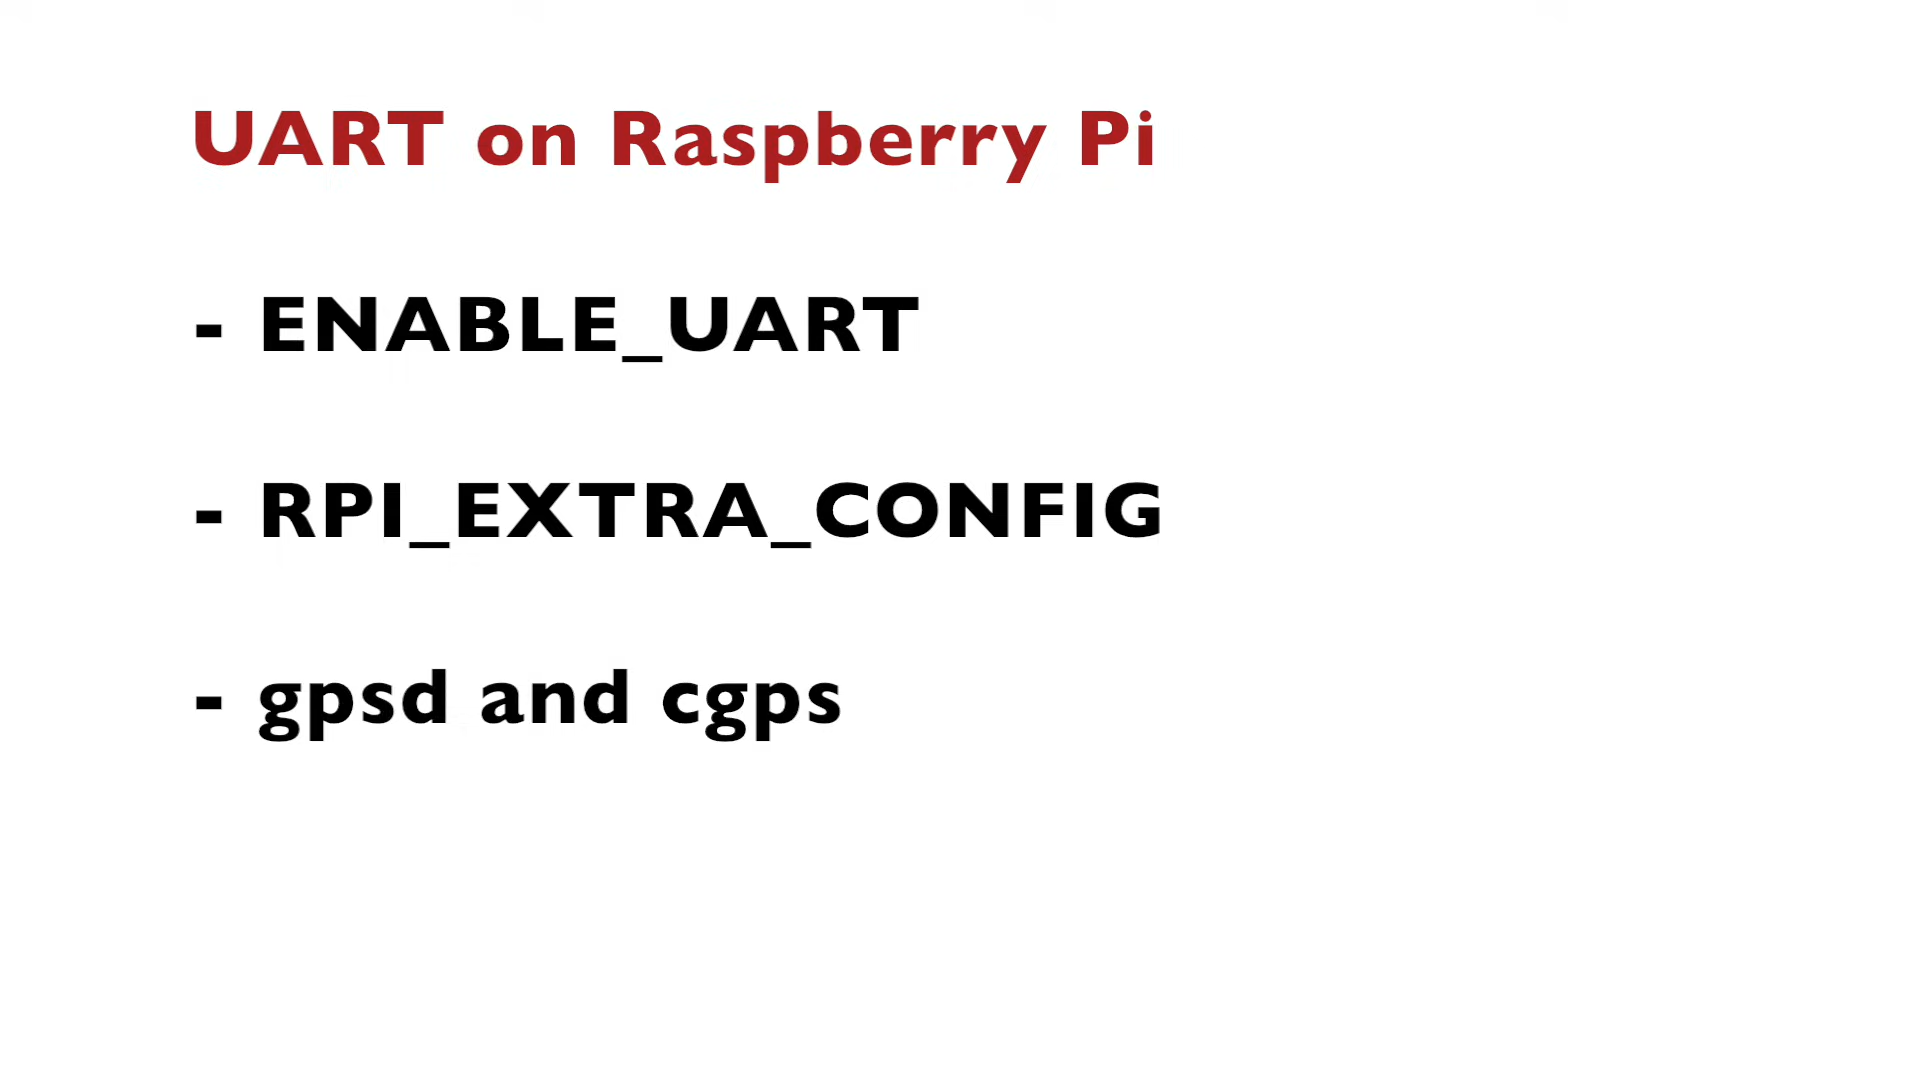 UART on Raspberry Pi
- ENABLE_UART
- RPI_EXTRA_CONFIG
- gpsd and cgps